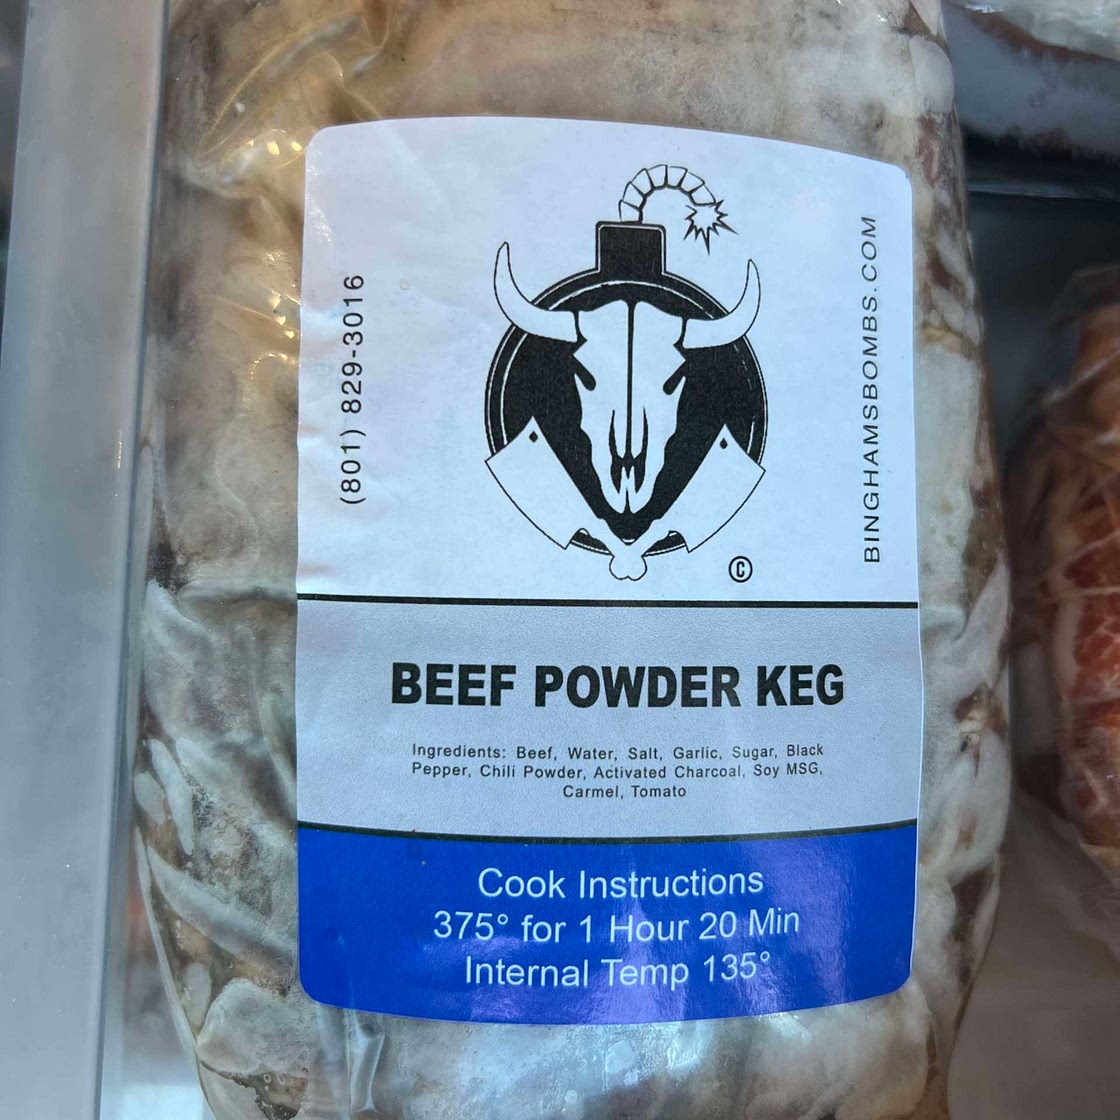 (801) 829-3016
BINGHAMSBOMBS.COM
©
BEEF POWDER KEG
Ingredients: Beef, Water, Salt, Garlic, Sugar, Black
Pepper, Chili Powder, Activated Charcoal, Soy MSG,
Carmel, Tomato
Cook Instructions
375° for 1 Hour 20 Min
Internal Temp 135°